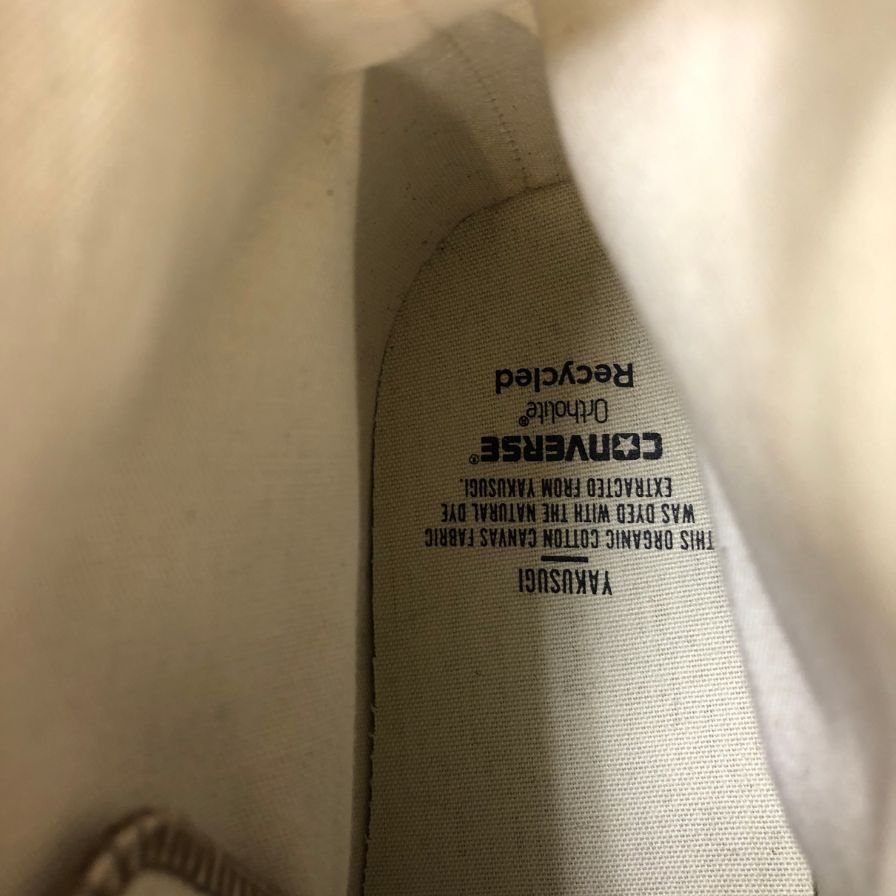 YAKUSUGI
THIS ORGANIC COTTON CANVAS FABRIC
WAS DYED WITH THE NATURAL DYE
EXTRACTED FROM YAKUSUGI.
CONVERSE®
Ortholite®
Recycled